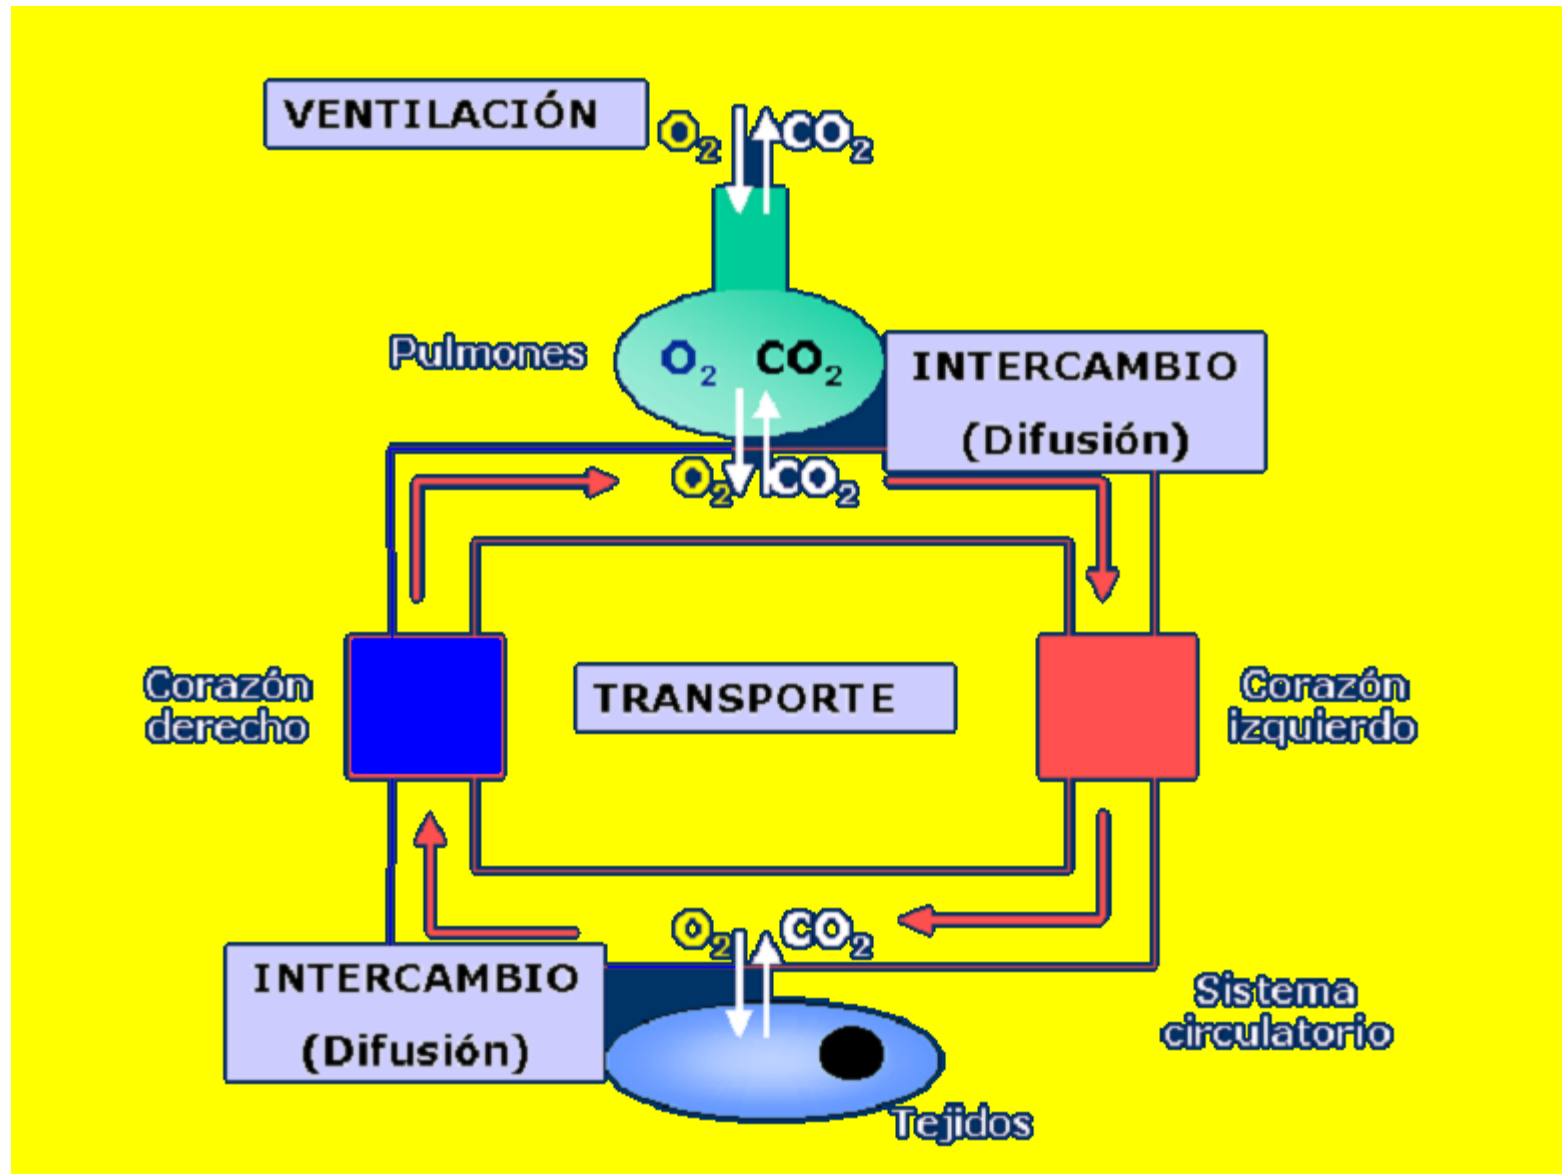 VENTILACIÓN
O₂ CO₂
Pulmones
O₂ CO₂
INTERCAMBIO
(Difusión)
O₂ CO₂
Corazón
derecho
TRANSPORTE
Corazón
izquierdo
O₂ CO₂
INTERCAMBIO
(Difusión)
Sistema
circulatorio
Tejidos